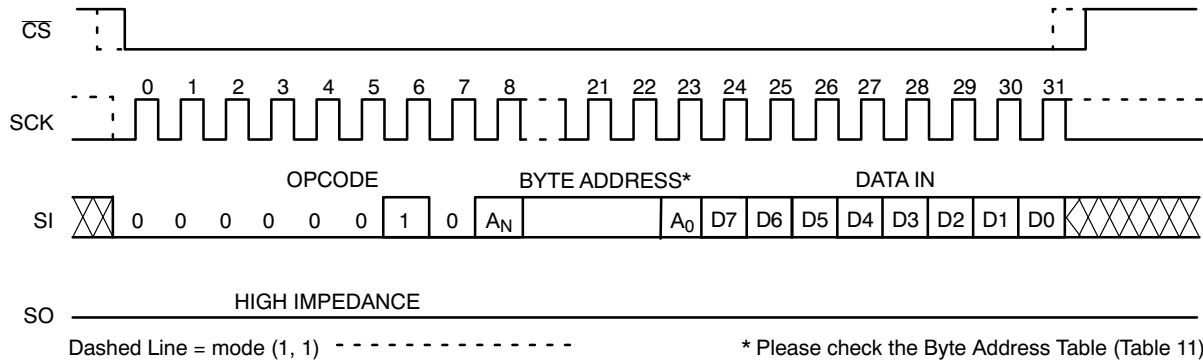 CS
0 1 2 3 4 5 6 7 8 21 22 23 24 25 26 27 28 29 30 31
SCK
OPCODE BYTE ADDRESS* DATA IN
SI 0 0 0 0 0 0 1 0 AN A0 D7 D6 D5 D4 D3 D2 D1 D0
HIGH IMPEDANCE
SO
Dashed Line = mode (1, 1) * Please check the Byte Address Table (Table 11)